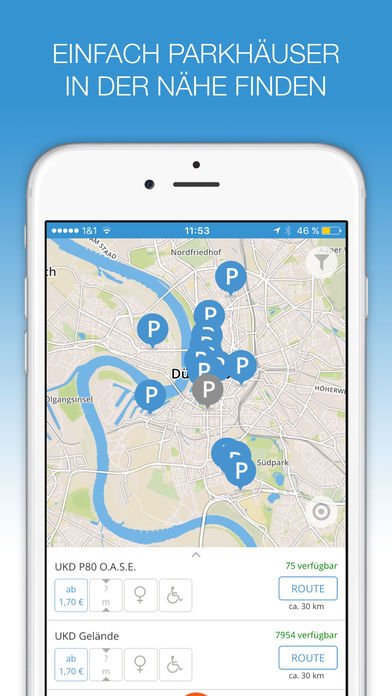 EINFACH PARKHÄUSER
IN DER NÄHE FINDEN
1&1 11:53 46 %
AM STAAD
Nordfriedhof
P
P
P
P
P
P
Dü
P
P
P
HÖHERWE
Olgangsinsel
P
P
Südpark
UKD P80 O.A.S.E. 75 verfügbar
ab
1,70 €
?
m
ROUTE
ca. 30 km
UKD Gelände 7954 verfügbar
ab
1,70 €
?
m
ROUTE
ca. 30 km